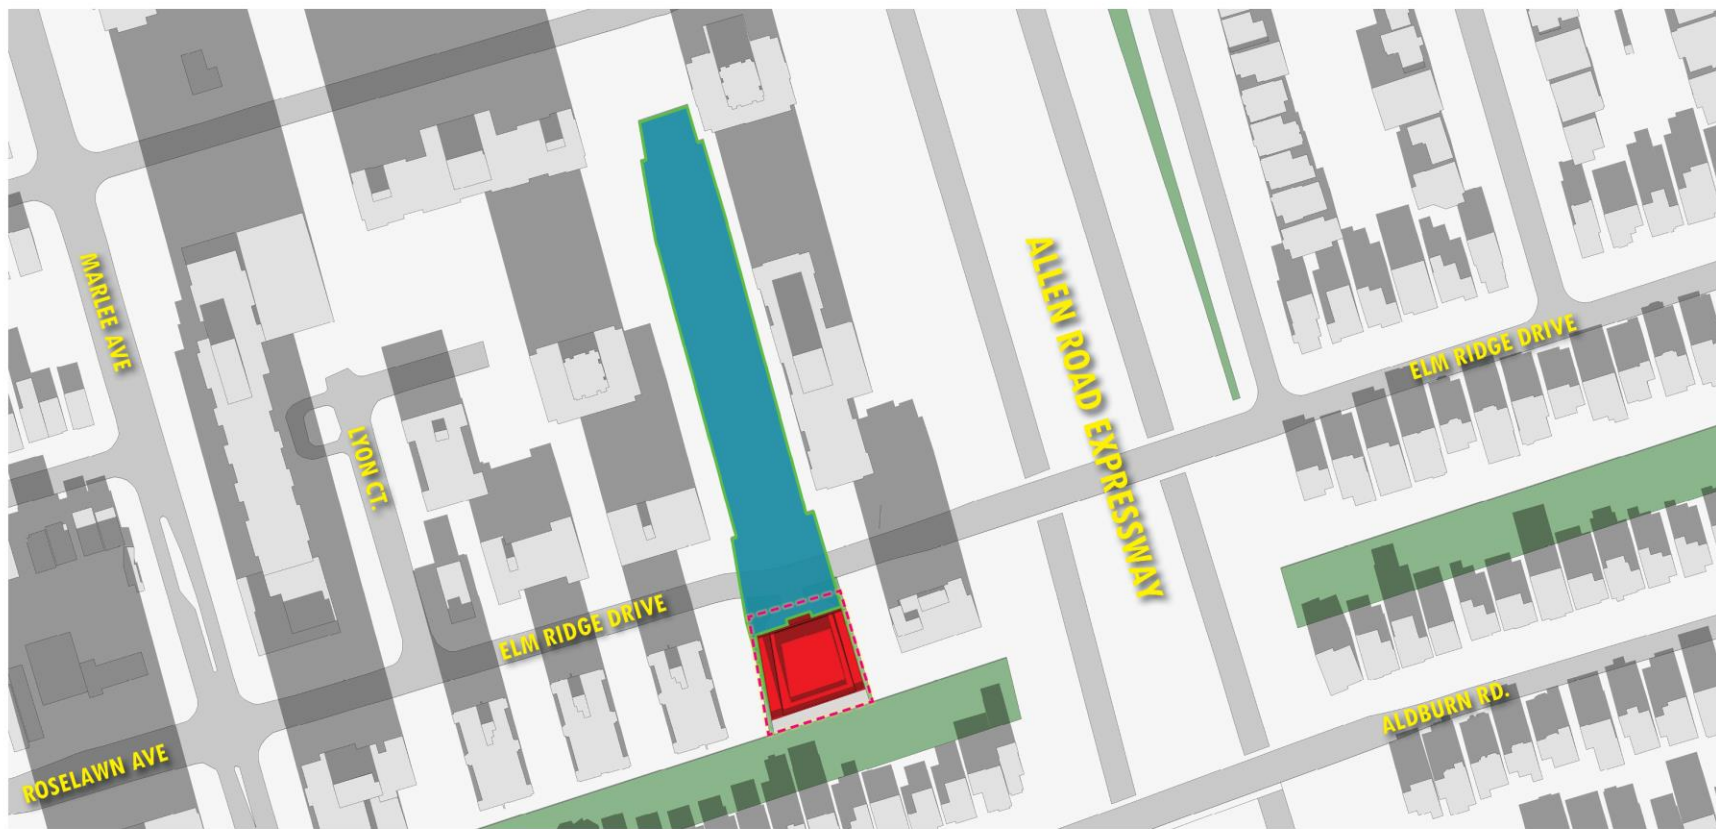 MARLEE AVE
LYON CT.
ALLEN ROAD EXPRESSWAY
ELM RIDGE DRIVE
ELM RIDGE DRIVE
ROSELAWN AVE
ALDBURN RD.